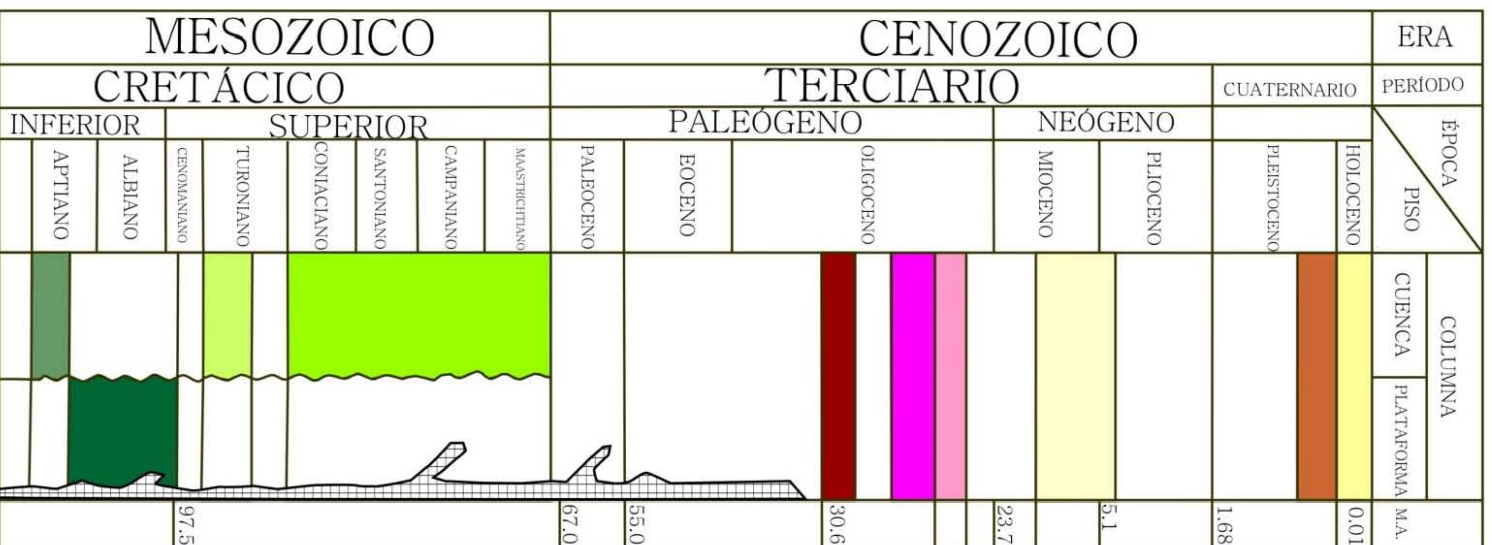 MESOZOICO
CENOZOICO
ERA
CRETÁCICO
TERCIARIO
CUATERNARIO
PERÍODO
INFERIOR
SUPERIOR
PALEÓGENO
NEÓGENO
ÉPOCA
PISO
APTIANO
ALBIANO
CENOMANIANO
TURONIANO
CONIACIANO
SANTONIANO
CAMPANIANO
MAASTRICHTIANO
PALEOCENO
EOCENO
OLIGOCENO
MIOCENO
PLIOCENO
PLEISTOCENO
HOLOCENO
CUENCA
COLUMNA
PLATAFORMA
97.5
67.0
55.0
30.6
23.7
5.1
1.68
0.01
M.A.